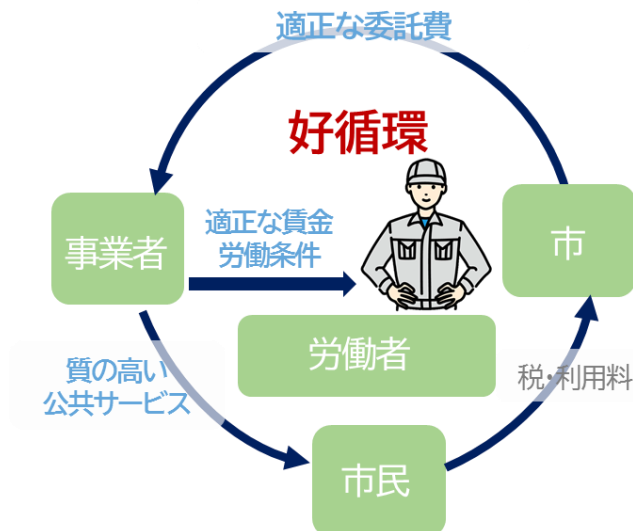 適正な委託費
好循環
事業者
適正な賃金
労働条件
市
労働者
質の高い
公共サービス
税・利用料
市民